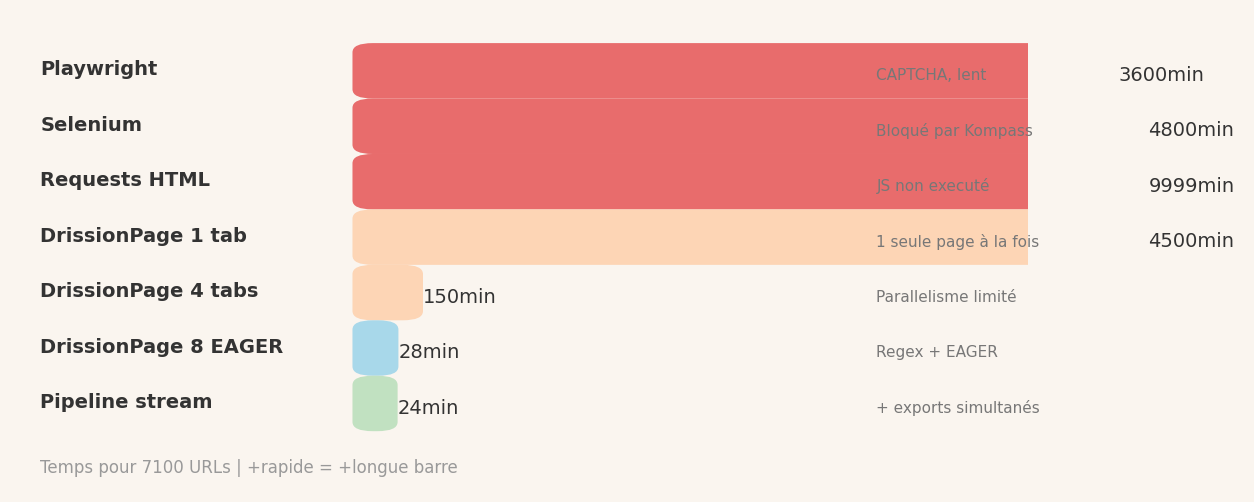 Playwright CAPTCHA, lent 3600min
Selenium Bloqué par Kompass 4800min
Requests HTML JS non executé 9999min
DrissionPage 1 tab 1 seule page à la fois 4500min
DrissionPage 4 tabs 150min Parallelisme limité
DrissionPage 8 EAGER 28min Regex + EAGER
Pipeline stream 24min + exports simultanés
Temps pour 7100 URLs | +rapide = +longue barre